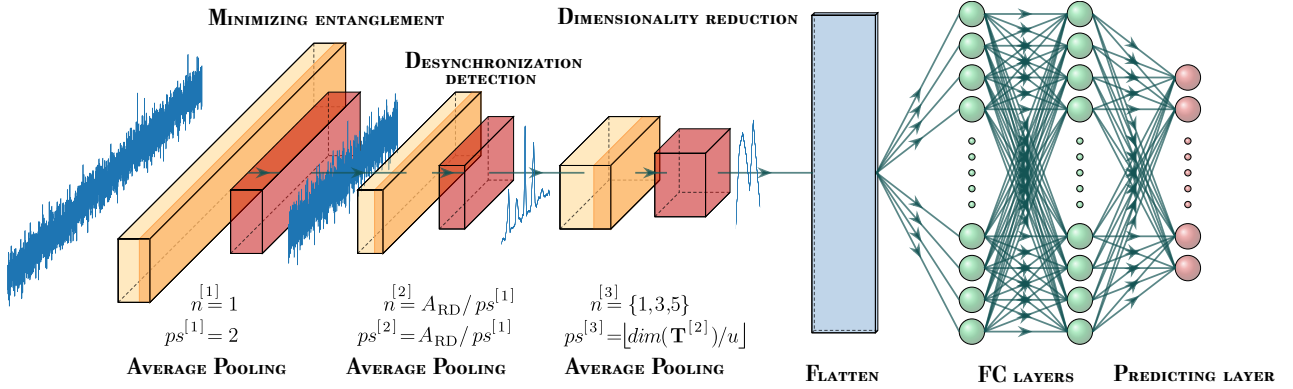 Minimizing entanglement
Dimensionality reduction
Desynchronization
detection
n^[1] = 1
ps^[1] = 2
n^[2] = A_RD / ps^[1]
ps^[2] = A_RD / ps^[1]
n^[3] = {1,3,5}
ps^[3] = ⌊dim(T^[2])/u⌋
Average Pooling
Average Pooling
Average Pooling
Flatten
FC layers
Predicting layer